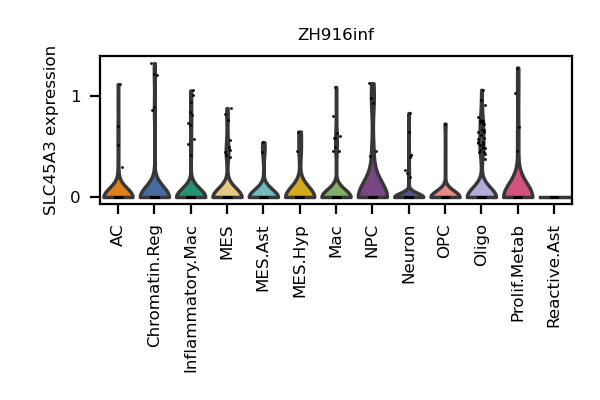 ZH916inf
SLC45A3 expression
1
0
AC
Chromatin.Reg
Inflammatory.Mac
MES
MES.Ast
MES.Hyp
Mac
NPC
Neuron
OPC
Oligo
Prolif.Metab
Reactive.Ast